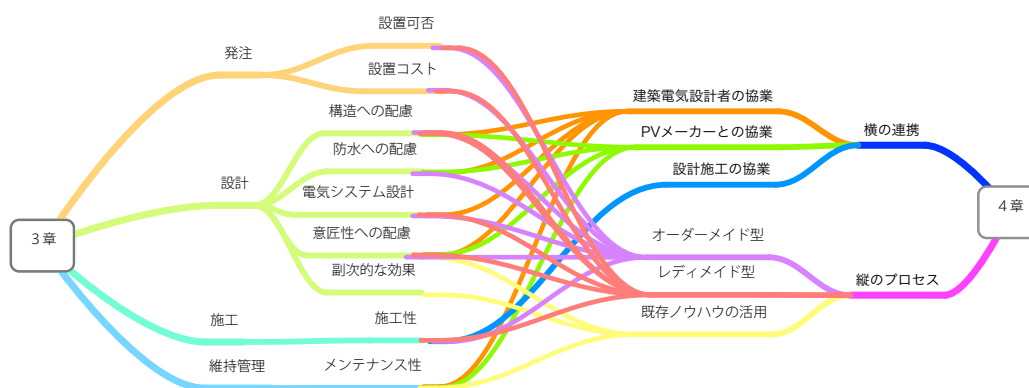 3章
発注
設計
施工
維持管理
設置可否
設置コスト
構造への配慮
防水への配慮
電気システム設計
意匠性への配慮
副次的な効果
施工性
メンテナンス性
建築電気設計者の協業
PVメーカーとの協業
設計施工の協業
オーダーメイド型
レディメイド型
既存ノウハウの活用
横の連携
縦のプロセス
4章